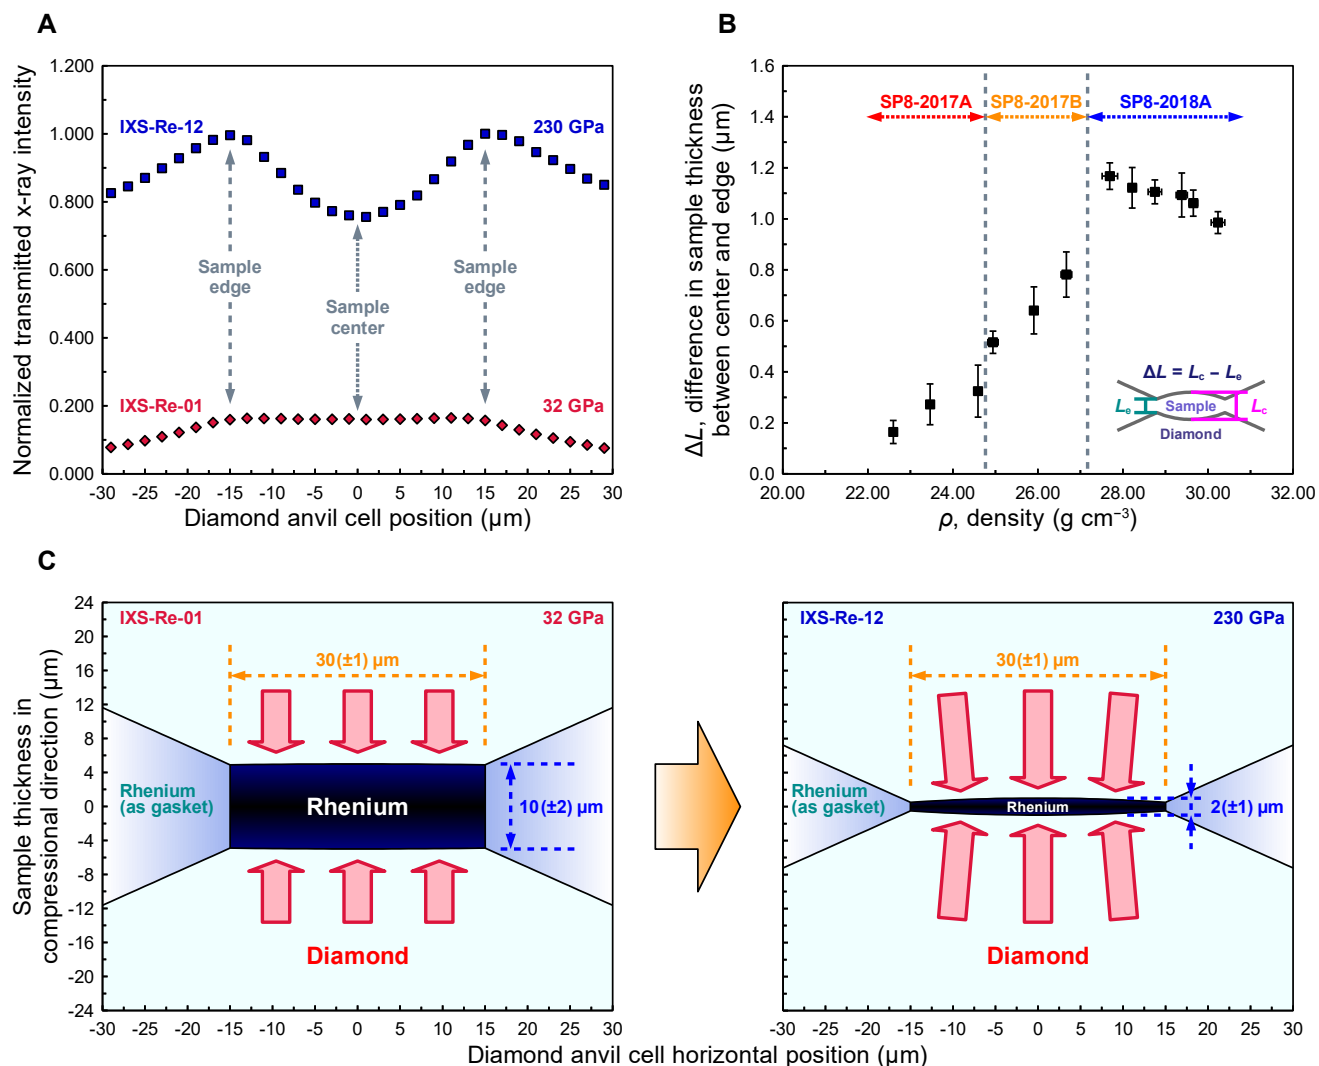 A
Normalized transmitted x-ray intensity
1.200
1.000
0.800
0.600
0.400
0.200
0.000
IXS-Re-12
230 GPa
Sample
edge
Sample
center
Sample
edge
IXS-Re-01
32 GPa
-30 -25 -20 -15 -10 -5 0 5 10 15 20 25 30
Diamond anvil cell position (µm)
B
ΔL, difference in sample thickness
between center and edge (µm)
1.6
1.4
1.2
1.0
0.8
0.6
0.4
0.2
0.0
SP8-2017A
SP8-2017B
SP8-2018A
ΔL = Lc – Le
Le
Sample
Lc
Diamond
20.00 22.00 24.00 26.00 28.00 30.00 32.00
ρ, density (g cm⁻³)
C
Sample thickness in
compressional direction (µm)
24
20
16
12
8
4
0
-4
-8
-12
-16
-20
-24
IXS-Re-01
32 GPa
30(±1) µm
Rhenium
(as gasket)
Rhenium
10(±2) µm
Diamond
-30 -25 -20 -15 -10 -5 0 5 10 15 20 25 30
IXS-Re-12
230 GPa
30(±1) µm
Rhenium
(as gasket)
Rhenium
2(±1) µm
Diamond
-30 -25 -20 -15 -10 -5 0 5 10 15 20 25 30
Diamond anvil cell horizontal position (µm)